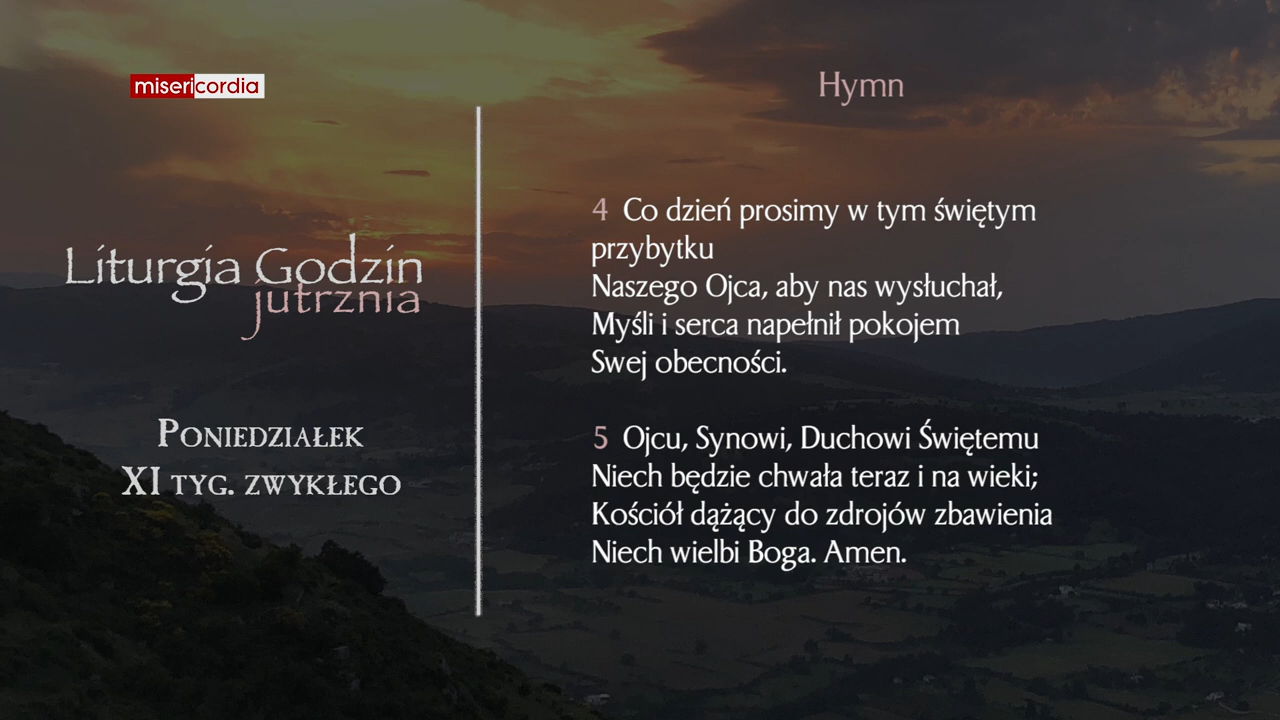 misericordia
Liturgia Godzin
jutrznia
Poniedziałek
XI tyg. zwykłego
Hymn
4 Co dzień prosimy w tym świętym
przybytku
Naszego Ojca, aby nas wysłuchał,
Myśli i serca napełnił pokojem
Swej obecności.
5 Ojcu, Synowi, Duchowi Świętemu
Niech będzie chwała teraz i na wieki;
Kościół dążący do zdrojów zbawienia
Niech wielbi Boga. Amen.